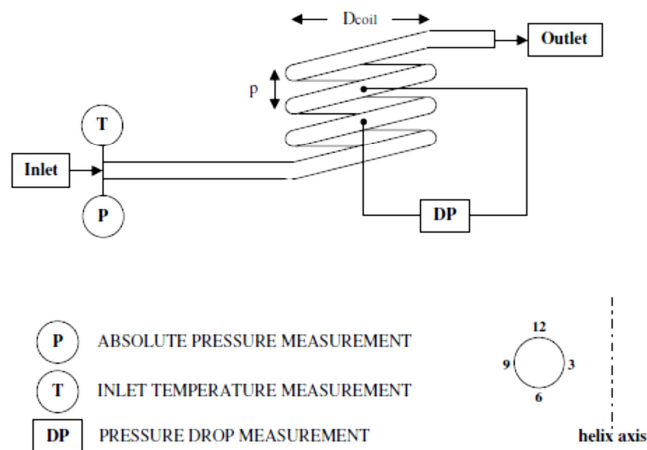 Dcoil
Outlet
P
T
Inlet
P
DP
P ABSOLUTE PRESSURE MEASUREMENT
12
9 3
T INLET TEMPERATURE MEASUREMENT
6
DP PRESSURE DROP MEASUREMENT
helix axis